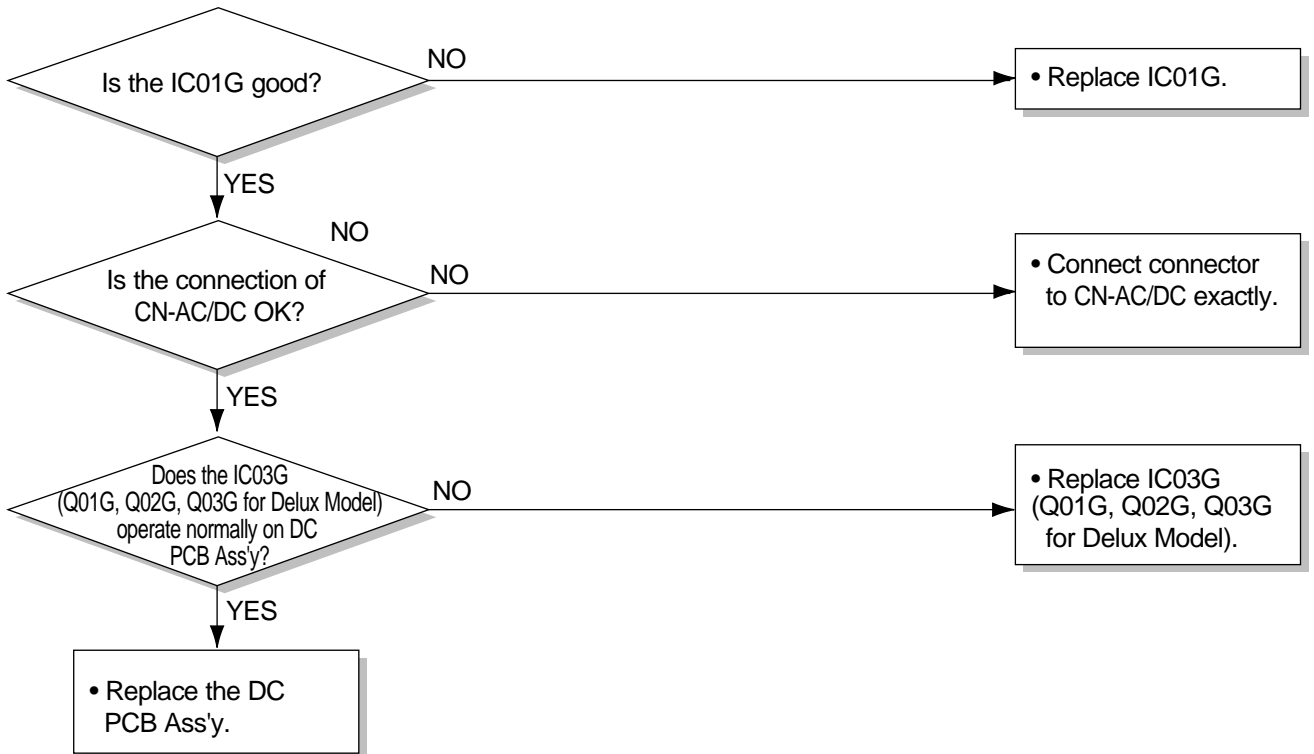 Is the IC01G good?
NO
• Replace IC01G.
YES
NO
Is the connection of
CN-AC/DC OK?
NO
• Connect connector
to CN-AC/DC exactly.
YES
Does the IC03G
(Q01G, Q02G, Q03G for Delux Model)
operate normally on DC
PCB Ass'y?
NO
• Replace IC03G
(Q01G, Q02G, Q03G
for Delux Model).
YES
• Replace the DC
PCB Ass'y.